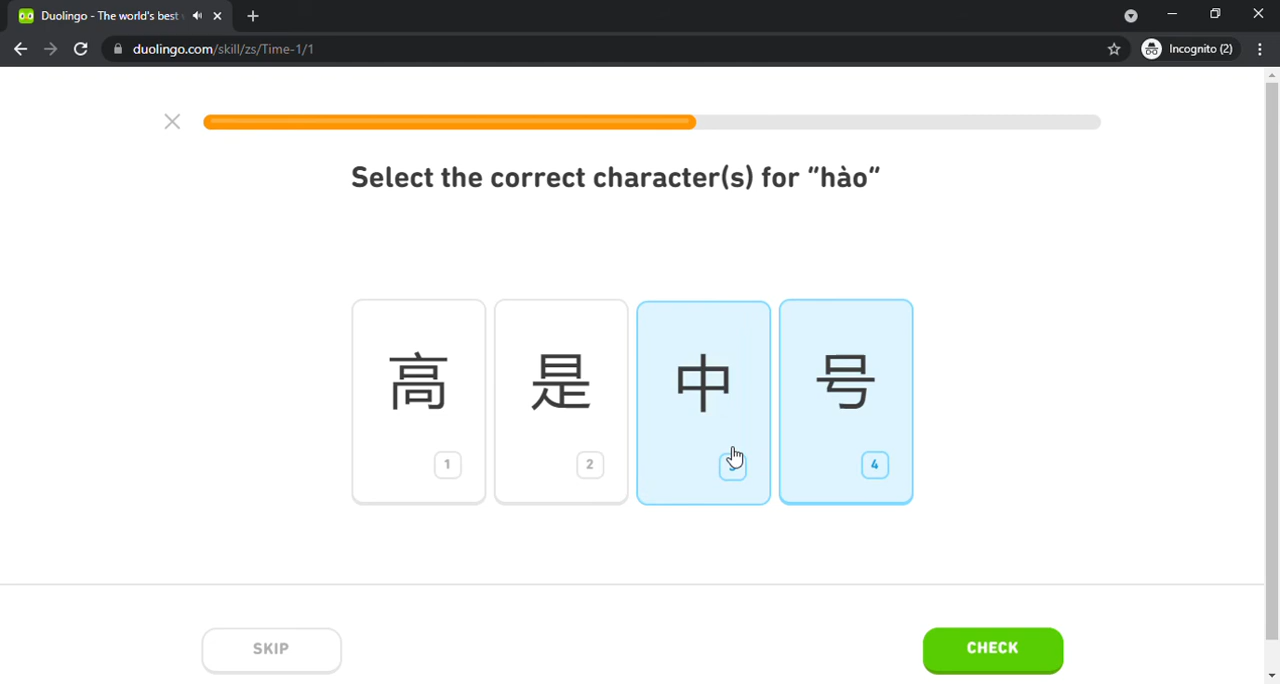 Duolingo - The world's best
duolingo.com/skill/zs/Time-1/1
Incognito (2)
Select the correct character(s) for "hào"
高 是 中 号
1 2 4
SKIP CHECK